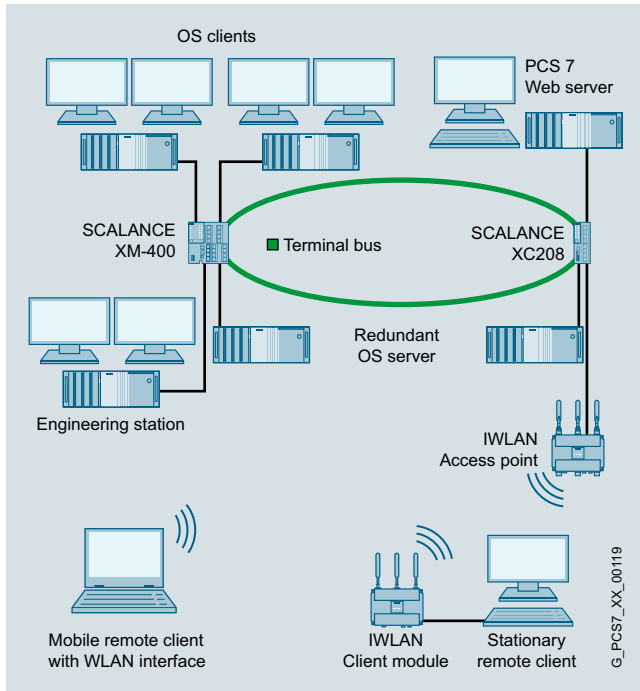 OS clients
PCS 7
Web server
SCALANCE
XM-400
Terminal bus
SCALANCE
XC208
Redundant
OS server
Engineering station
IWLAN
Access point
Mobile remote client
with WLAN interface
IWLAN
Client module
Stationary
remote client
G_PCS7_XX_00119